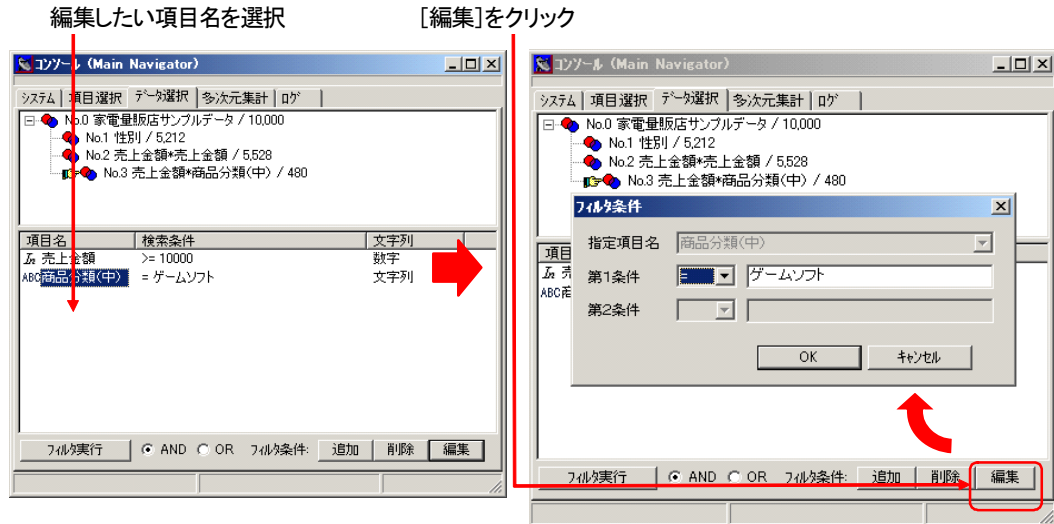 編集したい項目名を選択
[編集]をクリック
コンソール (Main Navigator)
システム 項目選択 データ選択 多次元集計 ログ
No.0 家電量販店サンプルデータ / 10,000
No.1 性別 / 5,212
No.2 売上金額*売上金額 / 5,528
No.3 売上金額*商品分類(中) / 480
項目名 検索条件 文字列
売上金額 >= 10000 数字
ABC 商品分類(中) = ゲームソフト 文字列
フィルタ実行 AND OR フィルタ条件: 追加 削除 編集
コンソール (Main Navigator)
システム 項目選択 データ選択 多次元集計 ログ
No.0 家電量販店サンプルデータ / 10,000
No.1 性別 / 5,212
No.2 売上金額*売上金額 / 5,528
No.3 売上金額*商品分類(中) / 480
項目
売
ABC 商
フィルタ条件
指定項目名 商品分類(中)
第1条件 = ゲームソフト
第2条件
OK キャンセル
フィルタ実行 AND OR フィルタ条件: 追加 削除 編集